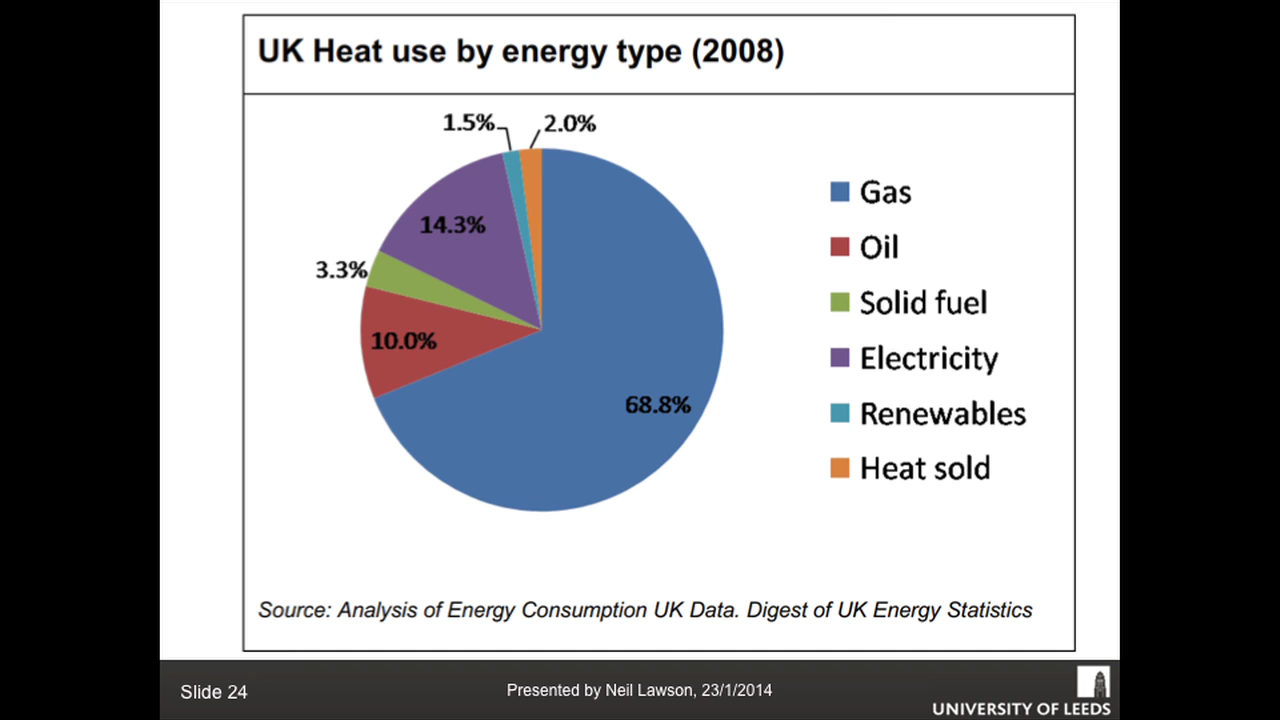 UK Heat use by energy type (2008)
1.5%
2.0%
14.3%
3.3%
10.0%
68.8%
Gas
Oil
Solid fuel
Electricity
Renewables
Heat sold
Source: Analysis of Energy Consumption UK Data. Digest of UK Energy Statistics
Slide 24
Presented by Neil Lawson, 23/1/2014
UNIVERSITY OF LEEDS